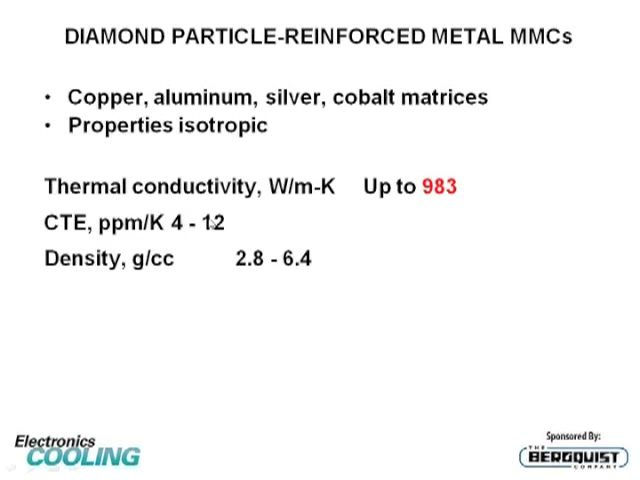 DIAMOND PARTICLE-REINFORCED METAL MMCs
• Copper, aluminum, silver, cobalt matrices
• Properties isotropic
Thermal conductivity, W/m-K Up to 983
CTE, ppm/K 4 - 12
Density, g/cc 2.8 - 6.4
Electronics
COOLING
Sponsored By:
THE
BERGQUIST
COMPANY